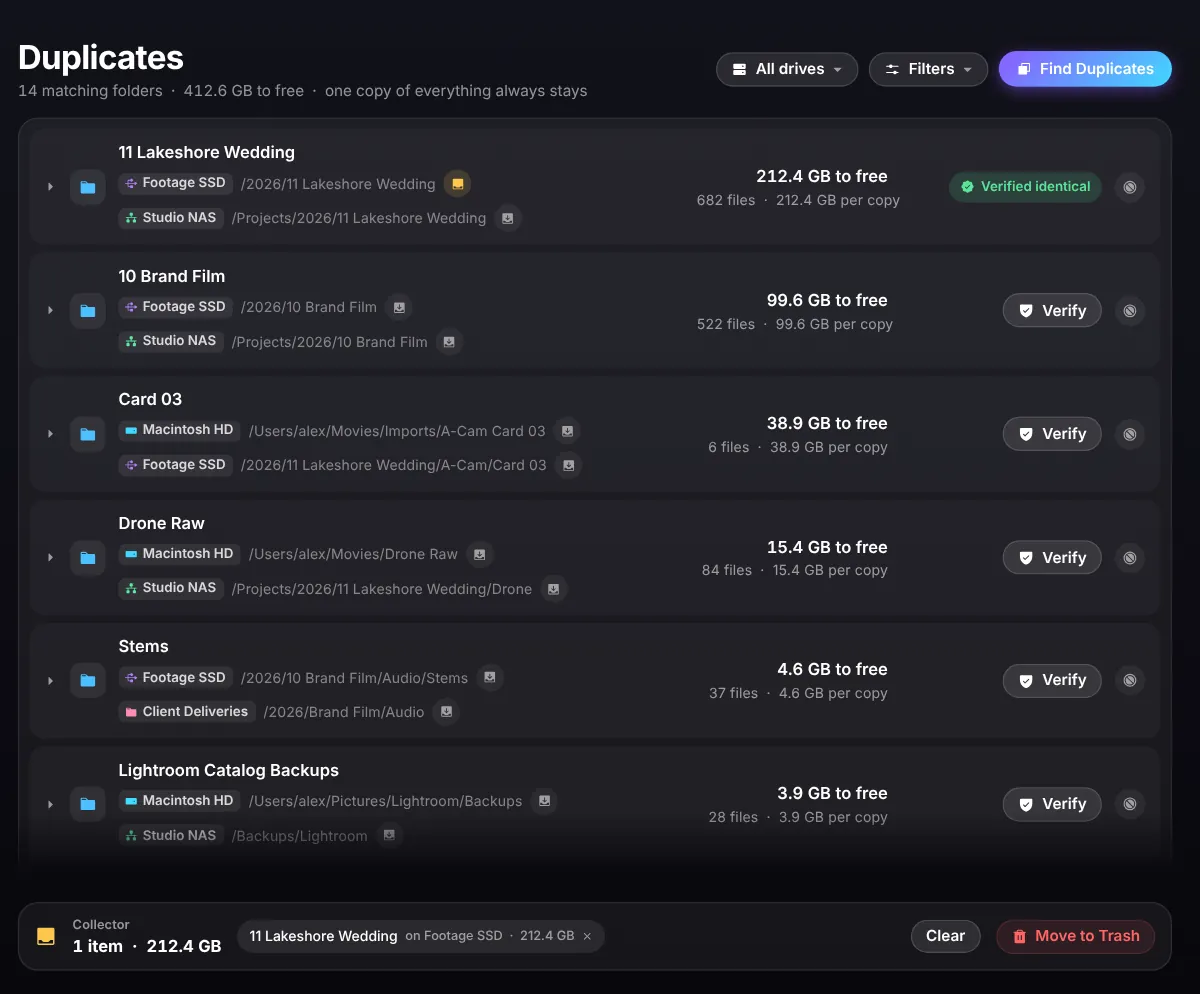 Duplicates
14 matching folders · 412.6 GB to free · one copy of everything always stays
All drives
Filters
Find Duplicates
11 Lakeshore Wedding
Footage SSD /2026/11 Lakeshore Wedding
Studio NAS /Projects/2026/11 Lakeshore Wedding
212.4 GB to free
682 files · 212.4 GB per copy
Verified identical
10 Brand Film
Footage SSD /2026/10 Brand Film
Studio NAS /Projects/2026/10 Brand Film
99.6 GB to free
522 files · 99.6 GB per copy
Verify
Card 03
Macintosh HD /Users/alex/Movies/Imports/A-Cam Card 03
Footage SSD /2026/11 Lakeshore Wedding/A-Cam/Card 03
38.9 GB to free
6 files · 38.9 GB per copy
Verify
Drone Raw
Macintosh HD /Users/alex/Movies/Drone Raw
Studio NAS /Projects/2026/11 Lakeshore Wedding/Drone
15.4 GB to free
84 files · 15.4 GB per copy
Verify
Stems
Footage SSD /2026/10 Brand Film/Audio/Stems
Client Deliveries /2026/Brand Film/Audio
4.6 GB to free
37 files · 4.6 GB per copy
Verify
Lightroom Catalog Backups
Macintosh HD /Users/alex/Pictures/Lightroom/Backups
Studio NAS /Backups/Lightroom
3.9 GB to free
28 files · 3.9 GB per copy
Verify
Collector
1 item · 212.4 GB
11 Lakeshore Wedding on Footage SSD · 212.4 GB ×
Clear
Move to Trash